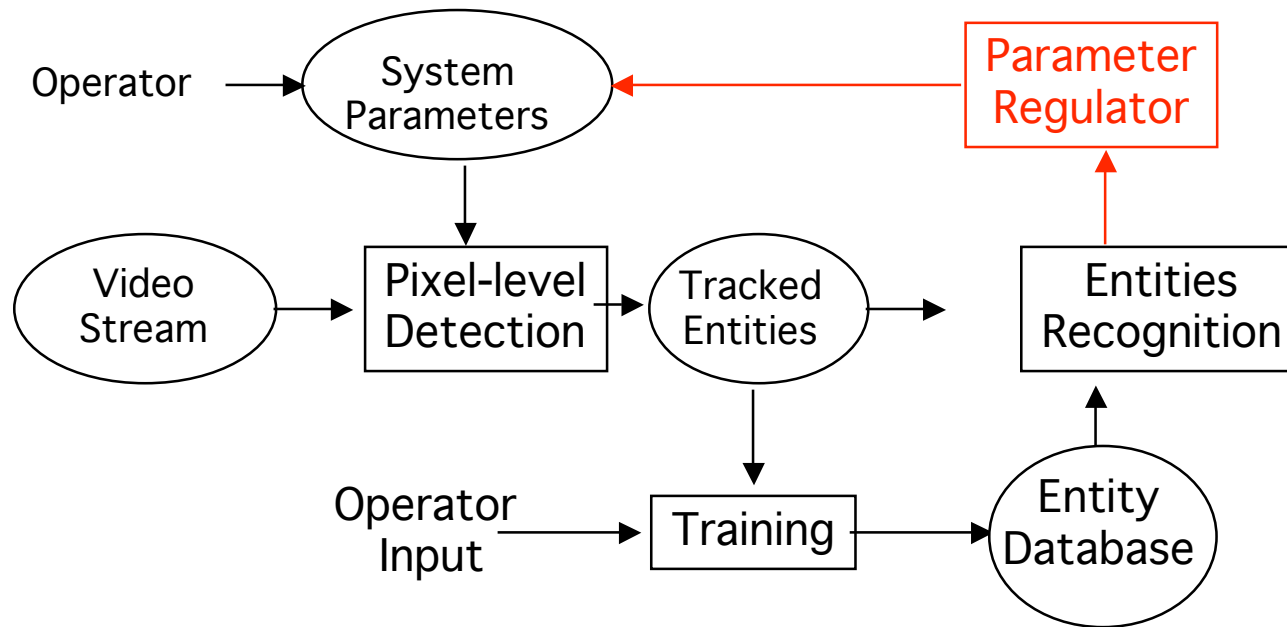 Operator
System
Parameters
Parameter
Regulator
Video
Stream
Pixel-level
Detection
Tracked
Entities
Entities
Recognition
Operator
Input
Training
Entity
Database